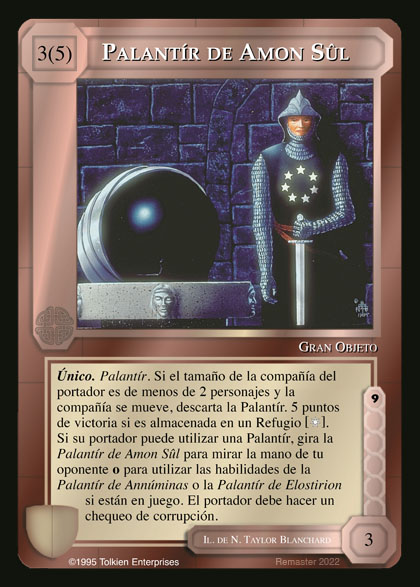 3(5)
Palantír de Amon Sûl
Gran Objeto
Único. Palantír. Si el tamaño de la compañía del
portador es de menos de 2 personajes y la
compañía se mueve, descarta la Palantír. 5 puntos
de victoria si es almacenada en un Refugio [ ].
Si su portador puede utilizar una Palantír, gira la
Palantír de Amon Sûl para mirar la mano de tu
oponente o para utilizar las habilidades de la
Palantír de Annúminas o la Palantír de Elostirion
si están en juego. El portador debe hacer un
chequeo de corrupción.
9
Il. de N. Taylor Blanchard
3
©1995 Tolkien Enterprises
Remaster 2022